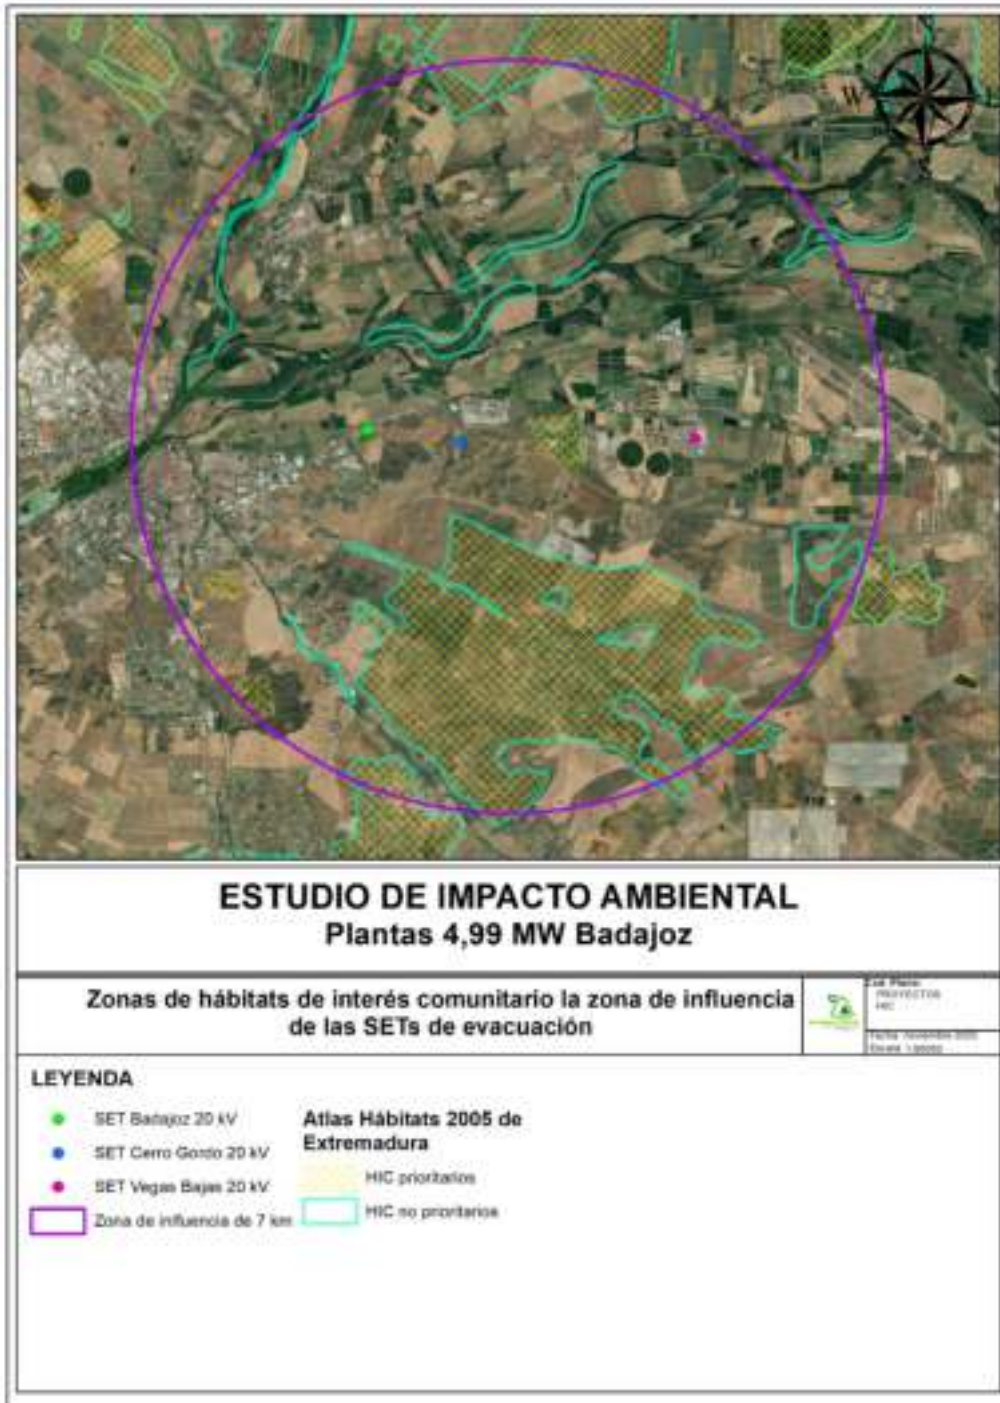 W
ESTUDIO DE IMPACTO AMBIENTAL
Plantas 4,99 MW Badajoz
Zonas de hábitats de interés comunitario la zona de influencia
de las SETs de evacuación
PROYECTOS
HIC
LEYENDA
SET Badajoz 20 kV
SET Cerro Gordo 20 kV
SET Vegas Bajas 20 kV
Zona de influencia de 7 km
Atlas Hábitats 2005 de
Extremadura
HIC prioritarios
HIC no prioritarios